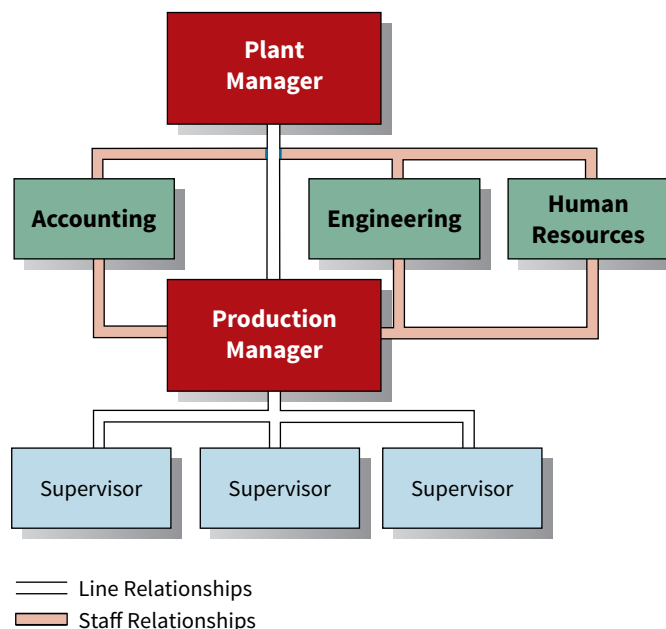 Plant
Manager
Accounting
Engineering
Human
Resources
Production
Manager
Supervisor
Supervisor
Supervisor
Line Relationships
Staff Relationships